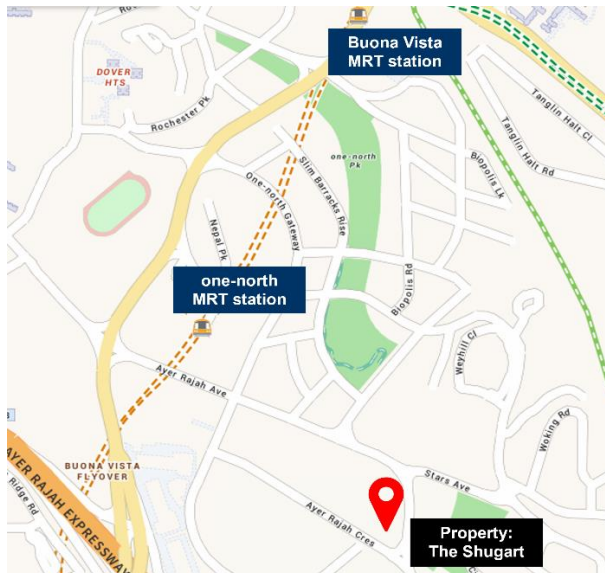 Buona Vista
MRT station
DOVER
HTS
Rochester Pk
Tanglin Halt Cl
Tanglin Halt Rd
one-north
Pk
Biopolis Lk
Slim Barracks Rise
One-north Gateway
Nepal Pk
one-north
MRT station
Biopolis Rd
Weyhill Cl
Ayer Rajah Ave
Woking Rd
BUONA VISTA
FLYOVER
AYER RAJAH EXPRESSWAY
Ridge Rd
Stars Ave
Ayer Rajah Cres
Property:
The Shugart